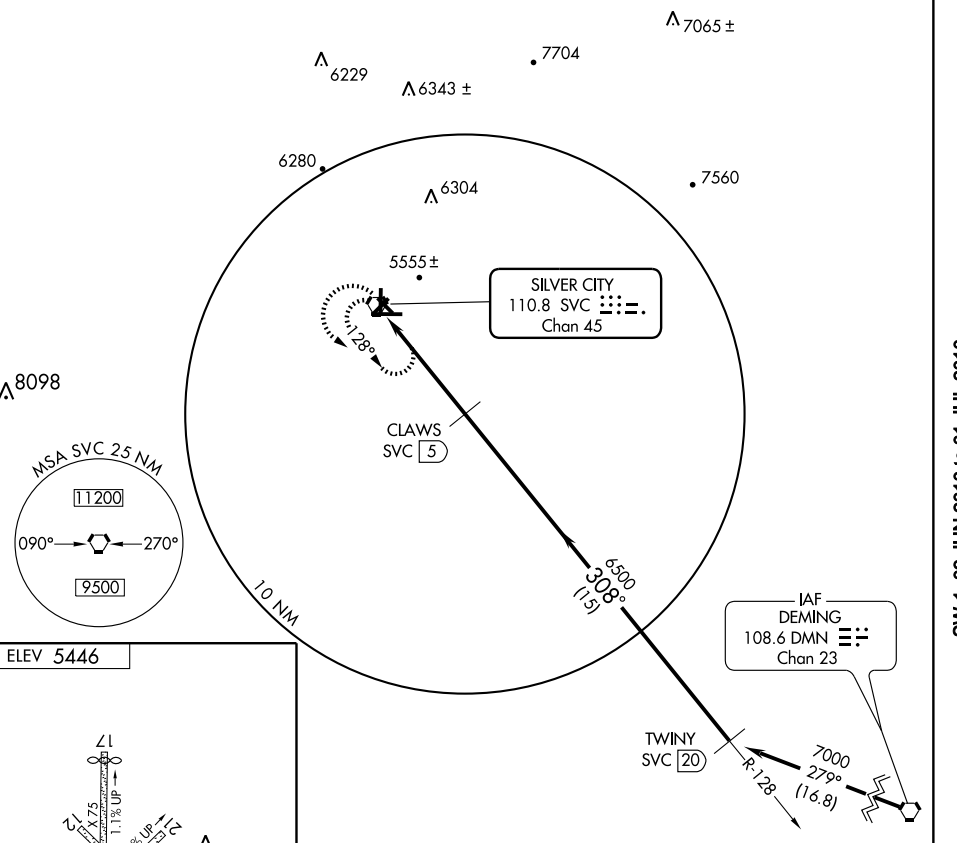 7065 ±
7704
6229
6343 ±
6280
7560
6304
5555 ±
SILVER CITY
110.8 SVC
Chan 45
128°
8098
CLAWS
SVC 5
MSA SVC 25 NM
11200
090°
270°
9500
10 NM
6500
308°
(15)
IAF
DEMING
108.6 DMN
Chan 23
ELEV 5446
TWINY
SVC 20
R-128
7000
279°
(16.8)
17
X 75
1.1% UP
12
% UP
21